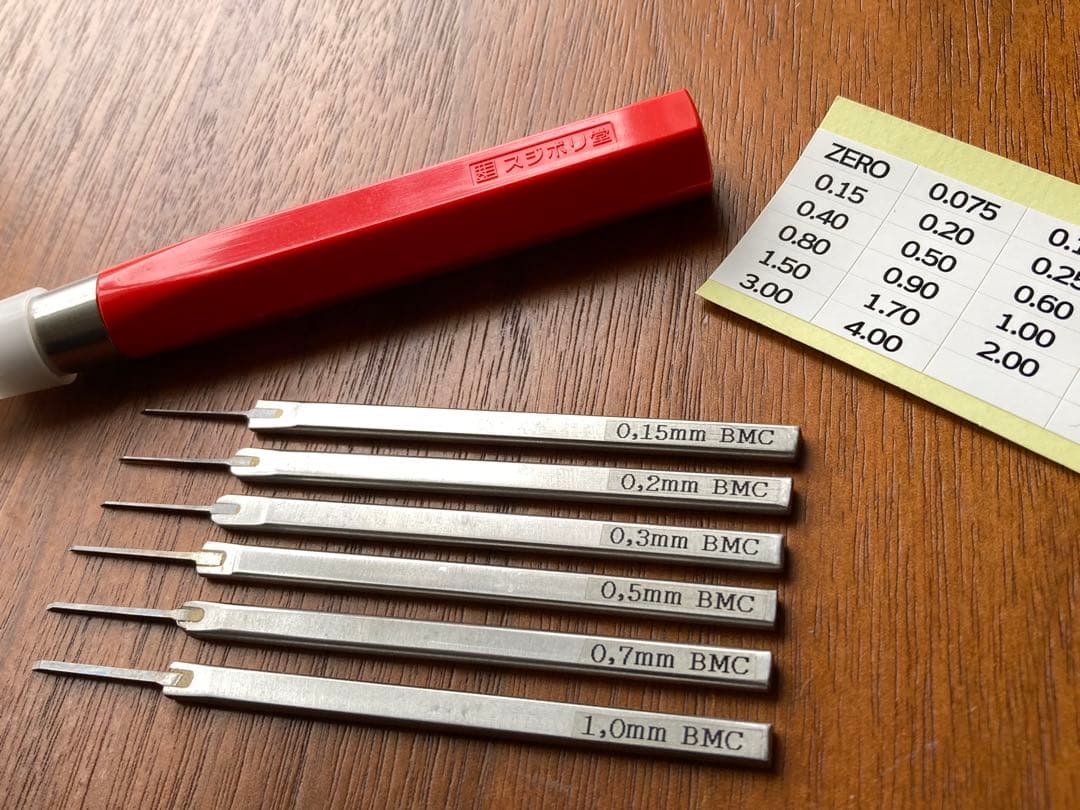 スジボリ堂
ZERO 0.075
0.15 0.20 0.25
0.40 0.50 0.60
0.80 0.90 1.00
1.50 1.70 2.00
3.00 4.00
0,15mm BMC
0,2mm BMC
0,3mm BMC
0,5mm BMC
0,7mm BMC
1,0mm BMC